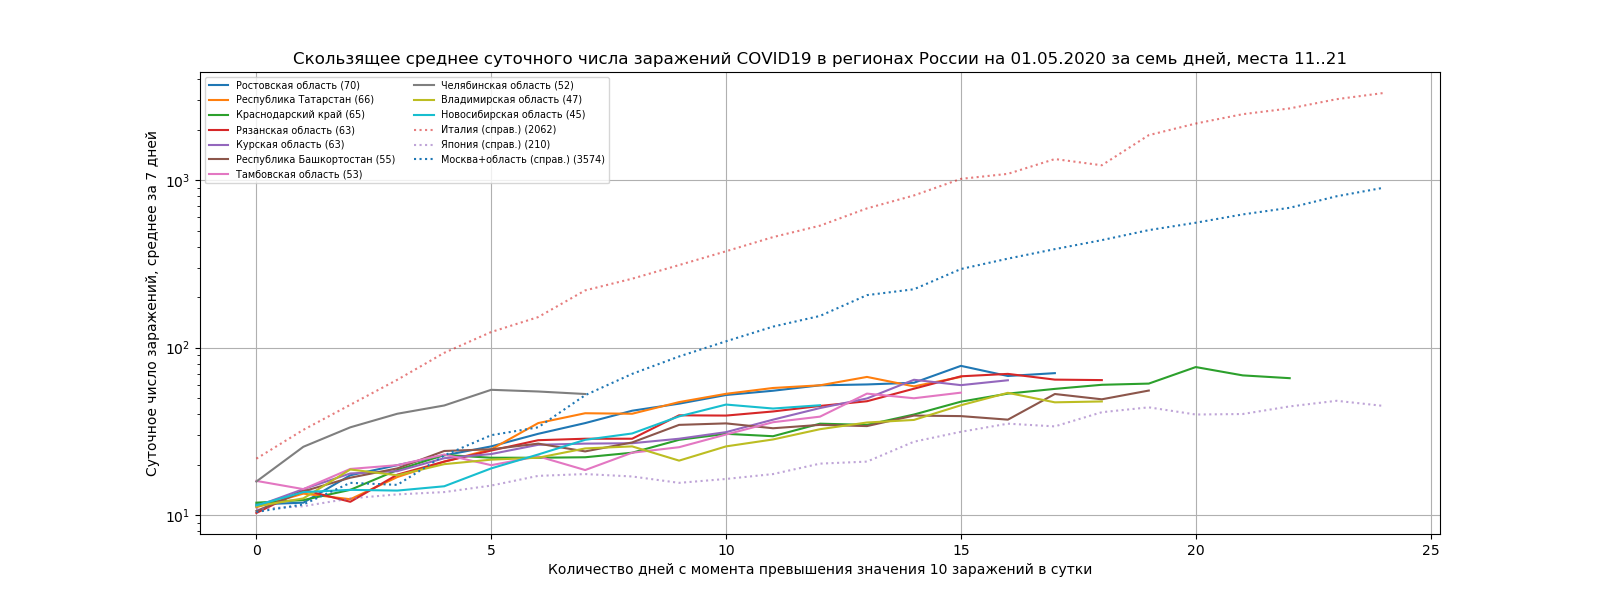 Скользящее среднее суточного числа заражений COVID19 в регионах России на 01.05.2020 за семь дней, места 11..21
Суточное число заражений, среднее за 7 дней
Ростовская область (70)
Республика Татарстан (66)
Краснодарский край (65)
Рязанская область (63)
Курская область (63)
Республика Башкортостан (55)
Тамбовская область (53)
Челябинская область (52)
Владимирская область (47)
Новосибирская область (45)
Италия (справ.) (2062)
Япония (справ.) (210)
Москва+область (справ.) (3574)
10³
10²
10¹
0 5 10 15 20 25
Количество дней с момента превышения значения 10 заражений в сутки